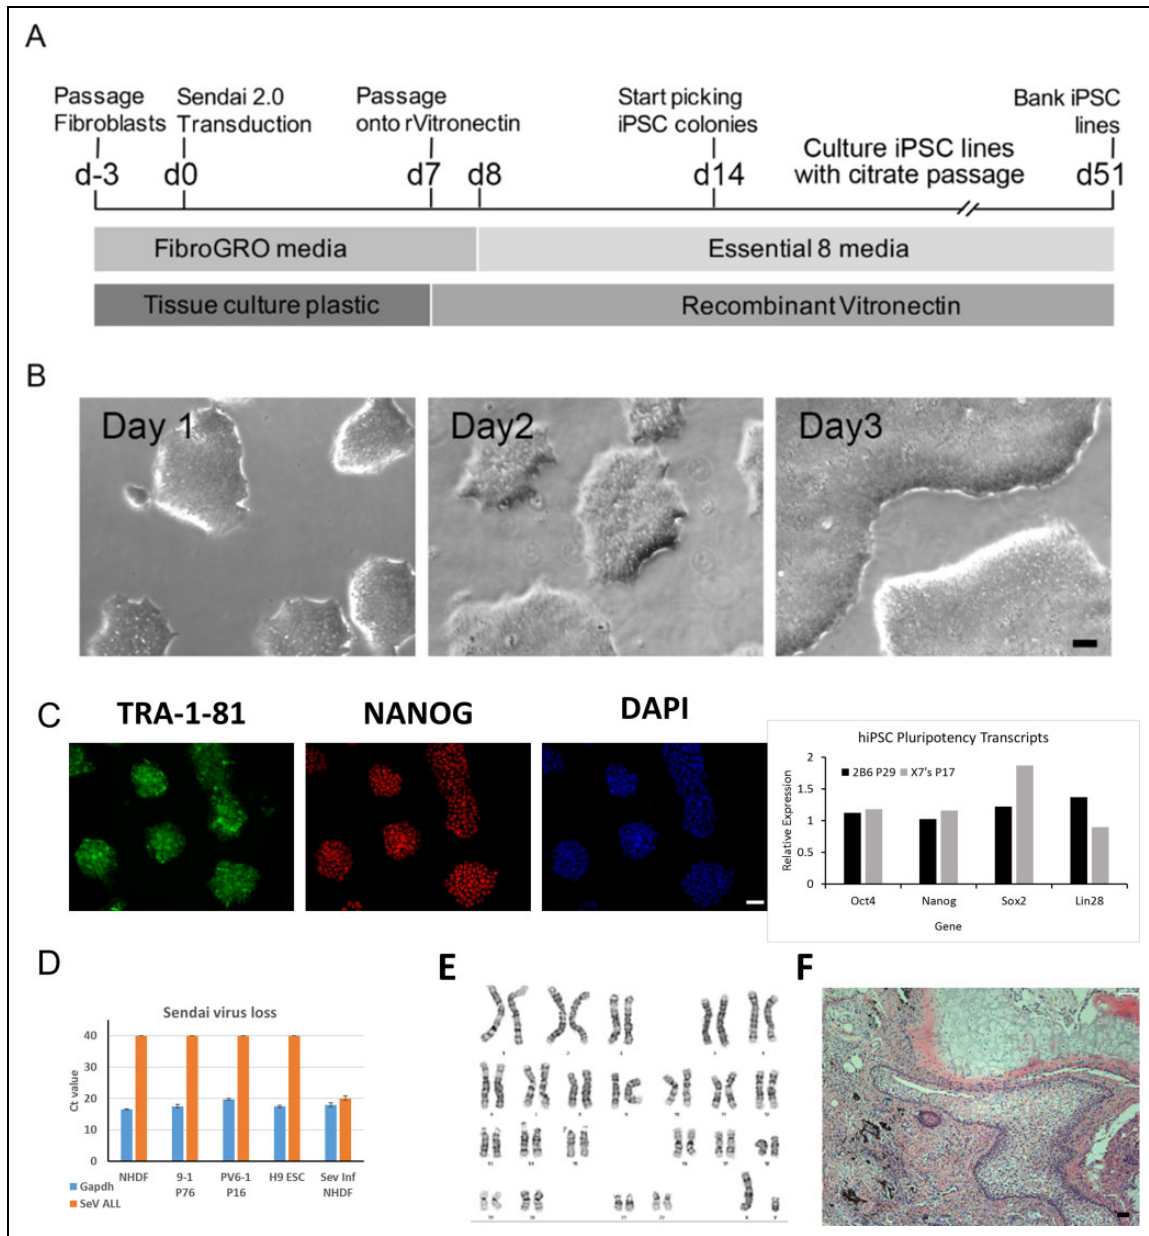 A
Passage
Fibroblasts
Sendai 2.0
Transduction
Passage
onto rVitronectin
Start picking
iPSC colonies
Culture iPSC lines
with citrate passage
Bank iPSC
lines
d-3
d0
d7
d8
d14
d51
FibroGRO media
Essential 8 media
Tissue culture plastic
Recombinant Vitronectin
B
Day 1
Day2
Day3
C
TRA-1-81
NANOG
DAPI
hiPSC Pluripotency Transcripts
2B6 P29
X7's P17
Relative Expression
2
1.5
1
0.5
0
Oct4
Nanog
Sox2
Lin28
Gene
D
Sendai virus loss
Ct value
40
30
20
10
0
NHDF
9-1
P76
PV6-1
P16
H9 ESC
Sev Inf
NHDF
Gapdh
SeV ALL
E
F